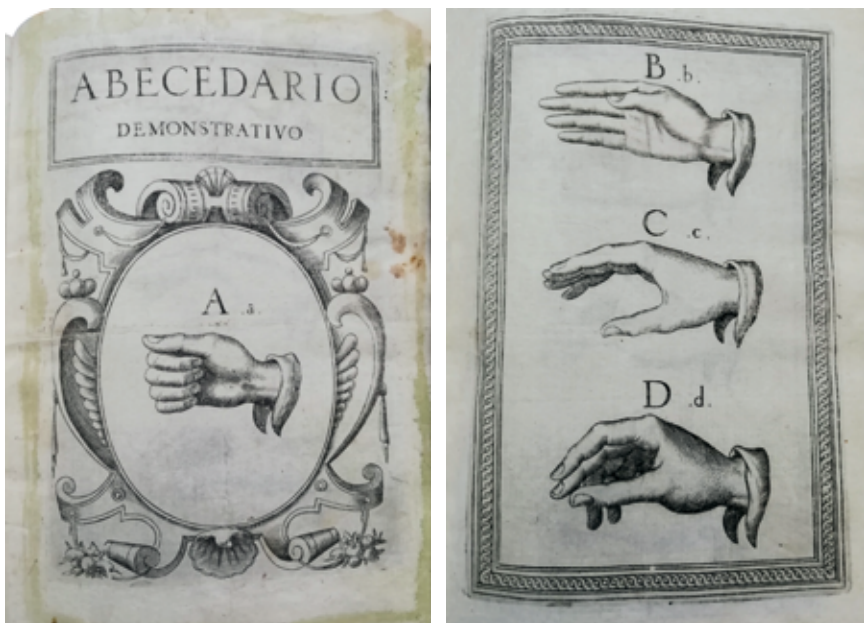 ABECEDARIO
DEMONSTRATIVO
A .a.
B .b.
C .c.
D .d.